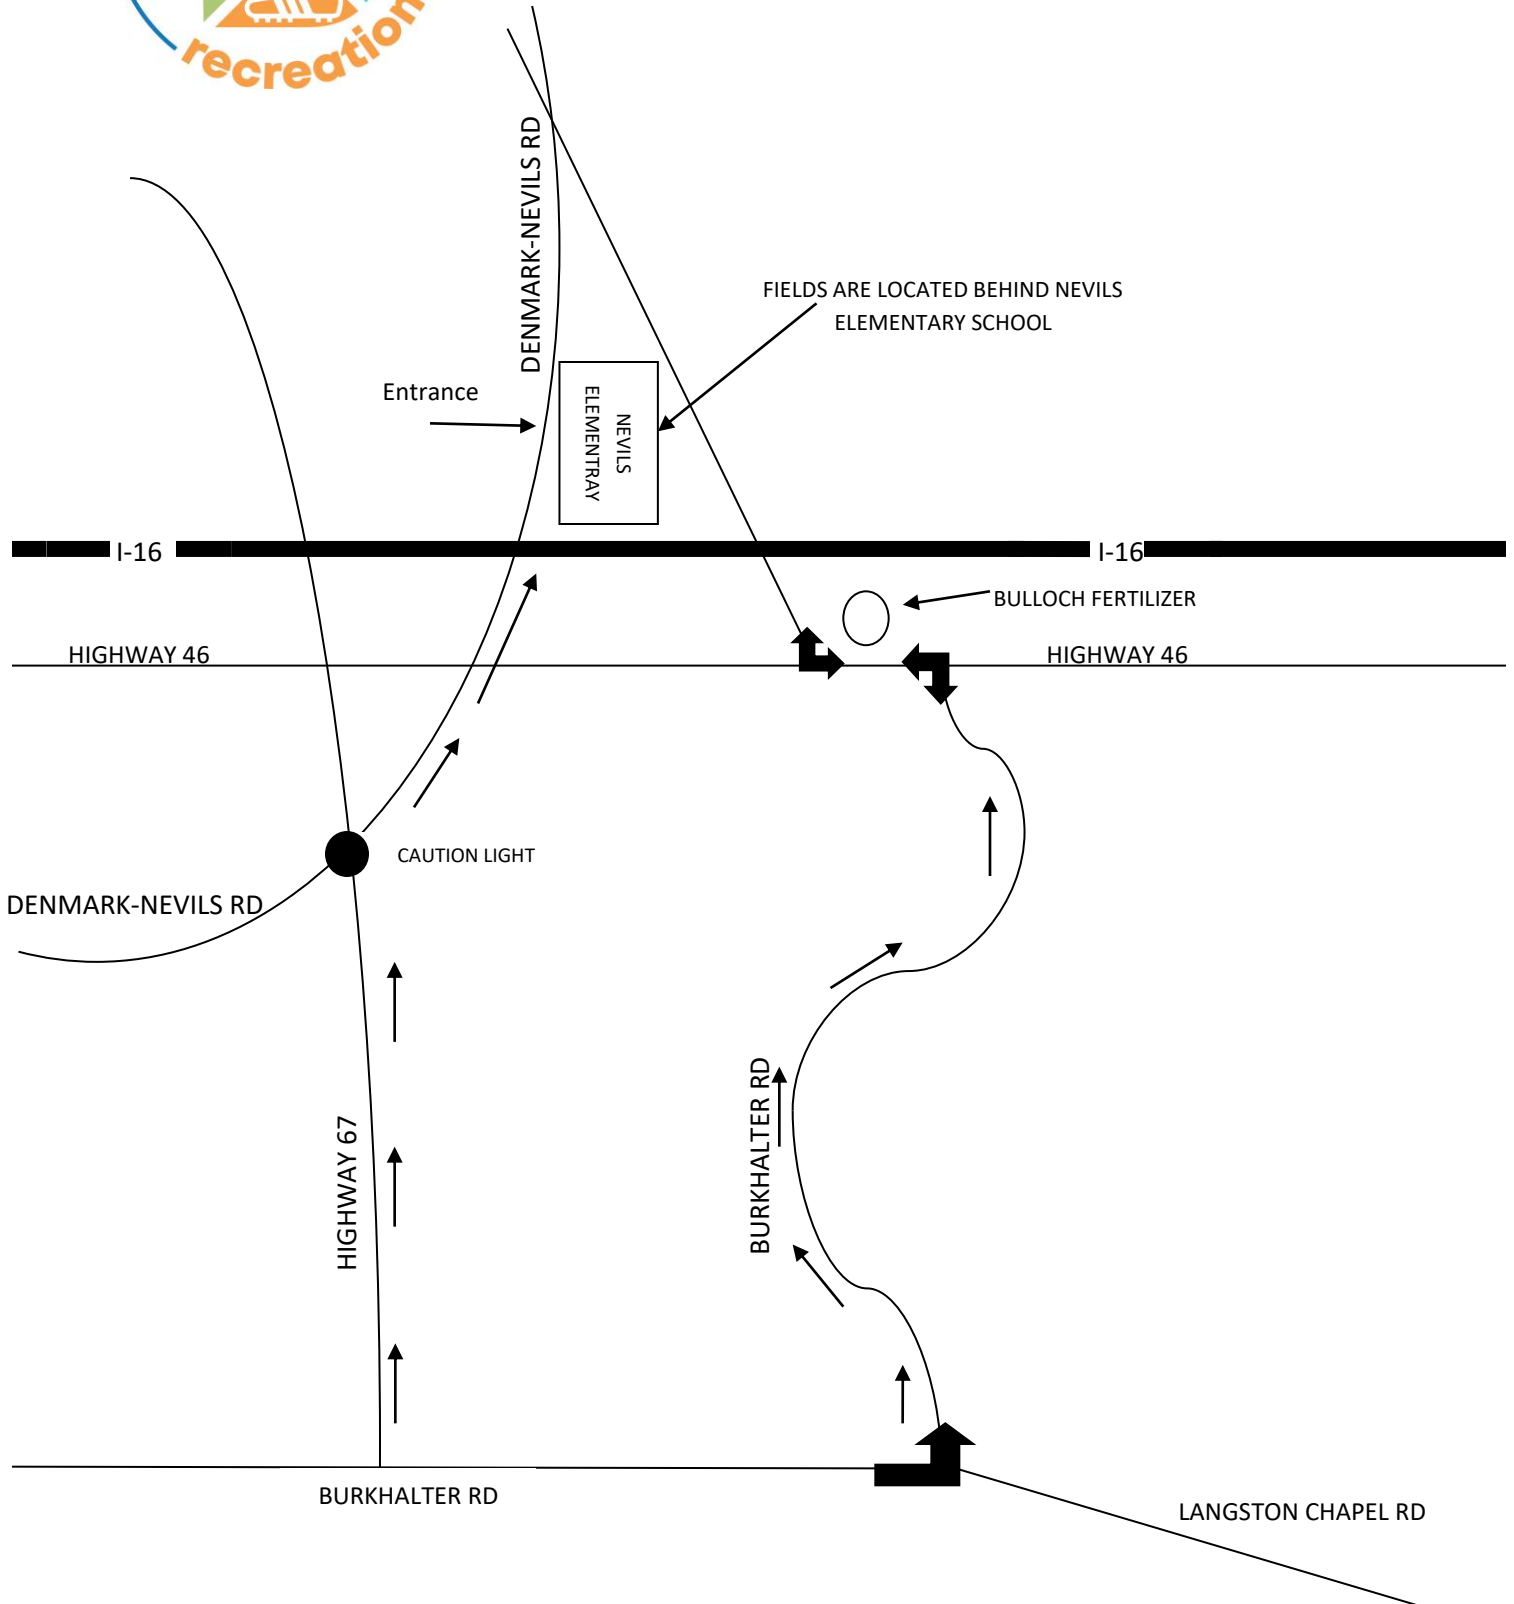 recreation
DENMARK-NEVILS RD
FIELDS ARE LOCATED BEHIND NEVILS
ELEMENTARY SCHOOL
Entrance
NEVILS
ELEMENTRAY
I-16
I-16
BULLOCH FERTILIZER
HIGHWAY 46
HIGHWAY 46
CAUTION LIGHT
DENMARK-NEVILS RD
BURKHALTER RD
HIGHWAY 67
BURKHALTER RD
LANGSTON CHAPEL RD